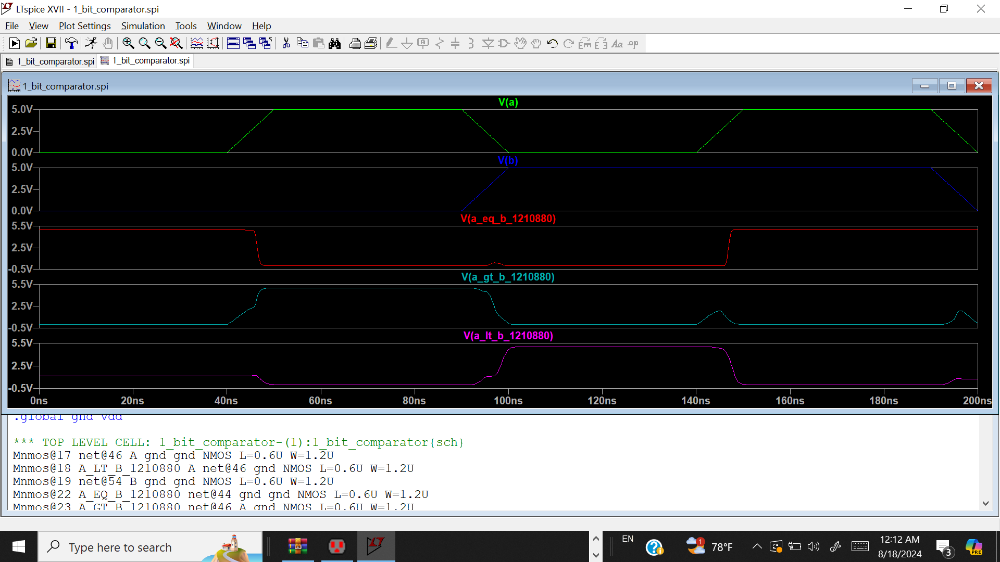 LTspice XVII - 1_bit_comparator.spi
File View Plot Settings Simulation Tools Window Help
1_bit_comparator.spi 1_bit_comparator.spi
1_bit_comparator.spi
V(a)
5.0V
2.5V
0.0V
V(b)
5.0V
2.5V
0.0V
V(a_eq_b_1210880)
5.5V
2.5V
-0.5V
V(a_gt_b_1210880)
5.5V
2.5V
-0.5V
V(a_lt_b_1210880)
5.5V
2.5V
-0.5V
0ns 20ns 40ns 60ns 80ns 100ns 120ns 140ns 160ns 180ns 200ns
.global gnd vdd
*** TOP LEVEL CELL: 1_bit_comparator-(1):1_bit_comparator{sch}
Mnmos@17 net@46 A gnd gnd NMOS L=0.6U W=1.2U
Mnmos@18 A_LT_B_1210880 A net@46 gnd NMOS L=0.6U W=1.2U
Mnmos@19 net@54 B gnd gnd NMOS L=0.6U W=1.2U
Mnmos@22 A_EQ_B_1210880 net@44 gnd gnd NMOS L=0.6U W=1.2U
Mnmos@23 A_GT_B_1210880 net@46 A gnd NMOS L=0.6U W=1.2U
Type here to search
EN
1
78°F
12:12 AM
8/18/2024
3
PRE